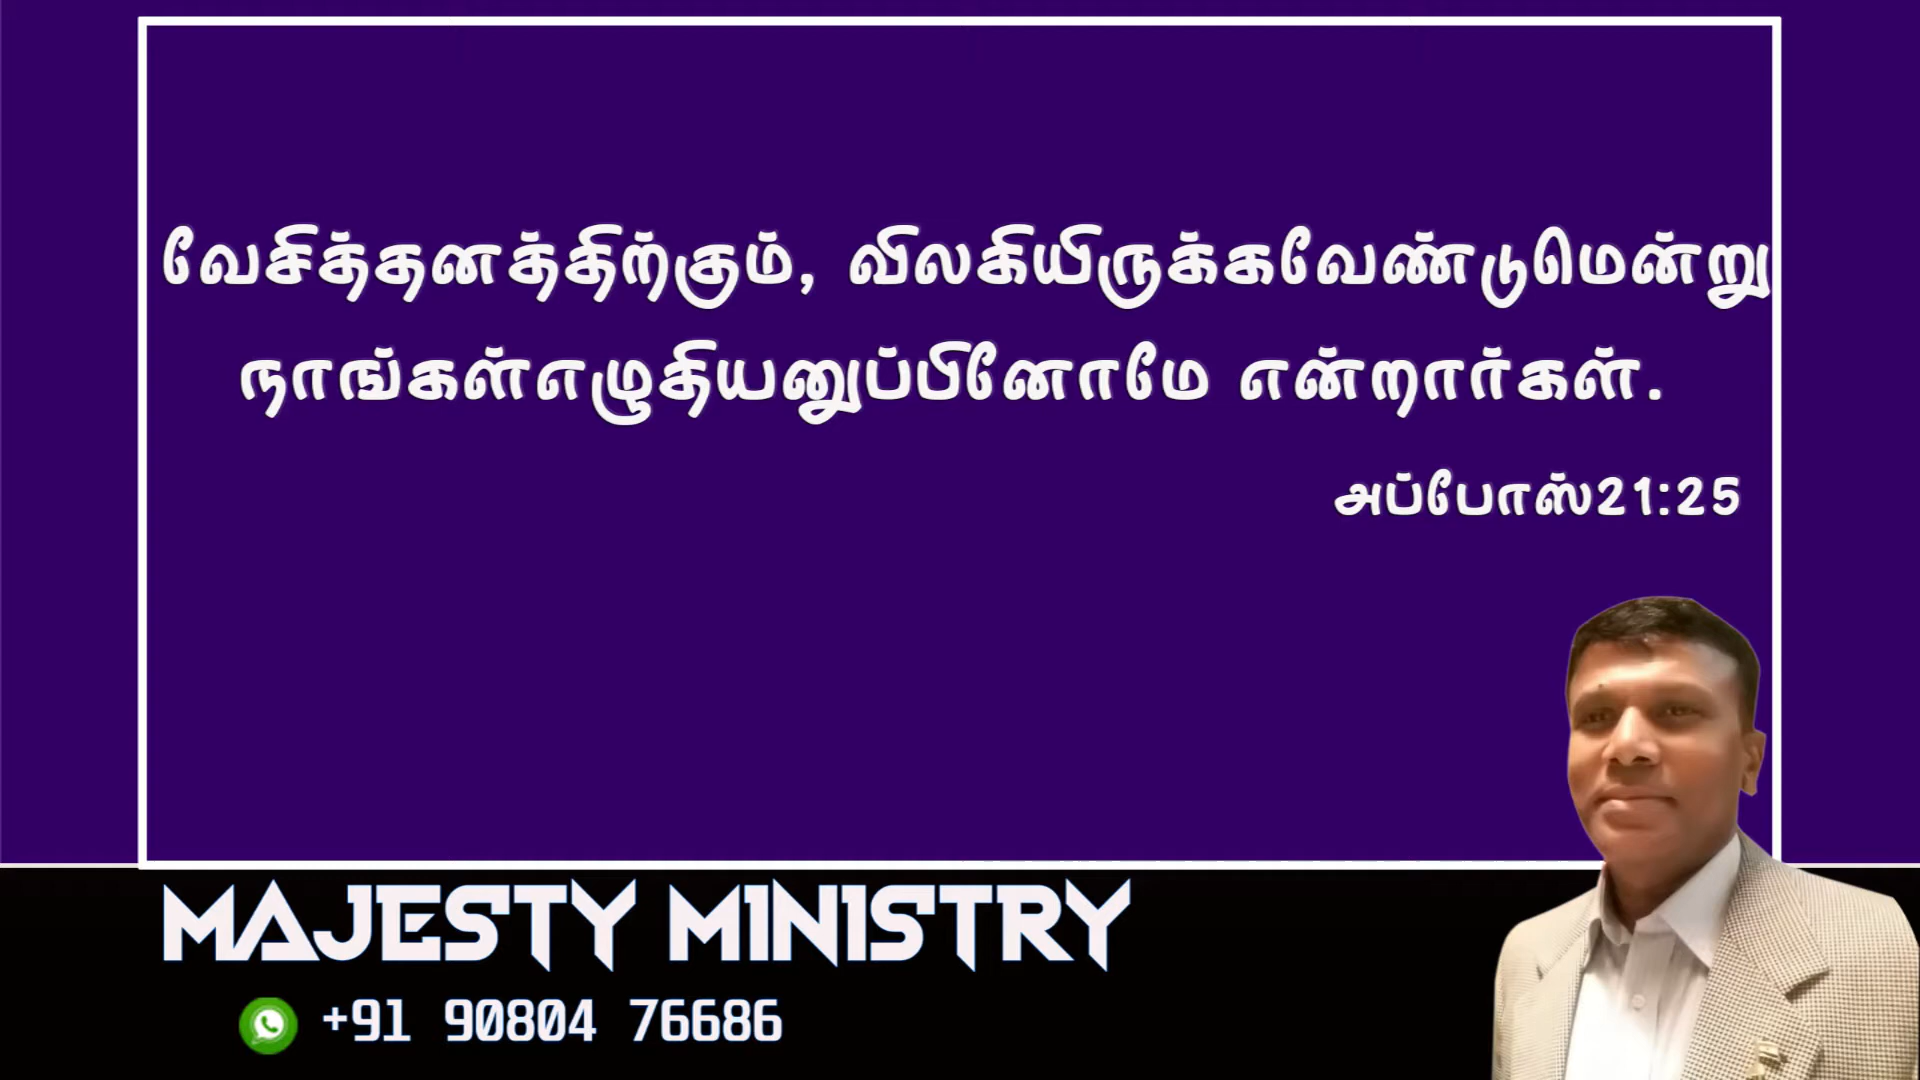 வேசித்தனத்திற்கும், விலகியிருக்கவேண்டுமென்று
நாங்கள்எழுதியனுப்பினோமே என்றார்கள்.
அப்போஸ்21:25
MAJESTY MINISTRY
+91 90804 76686